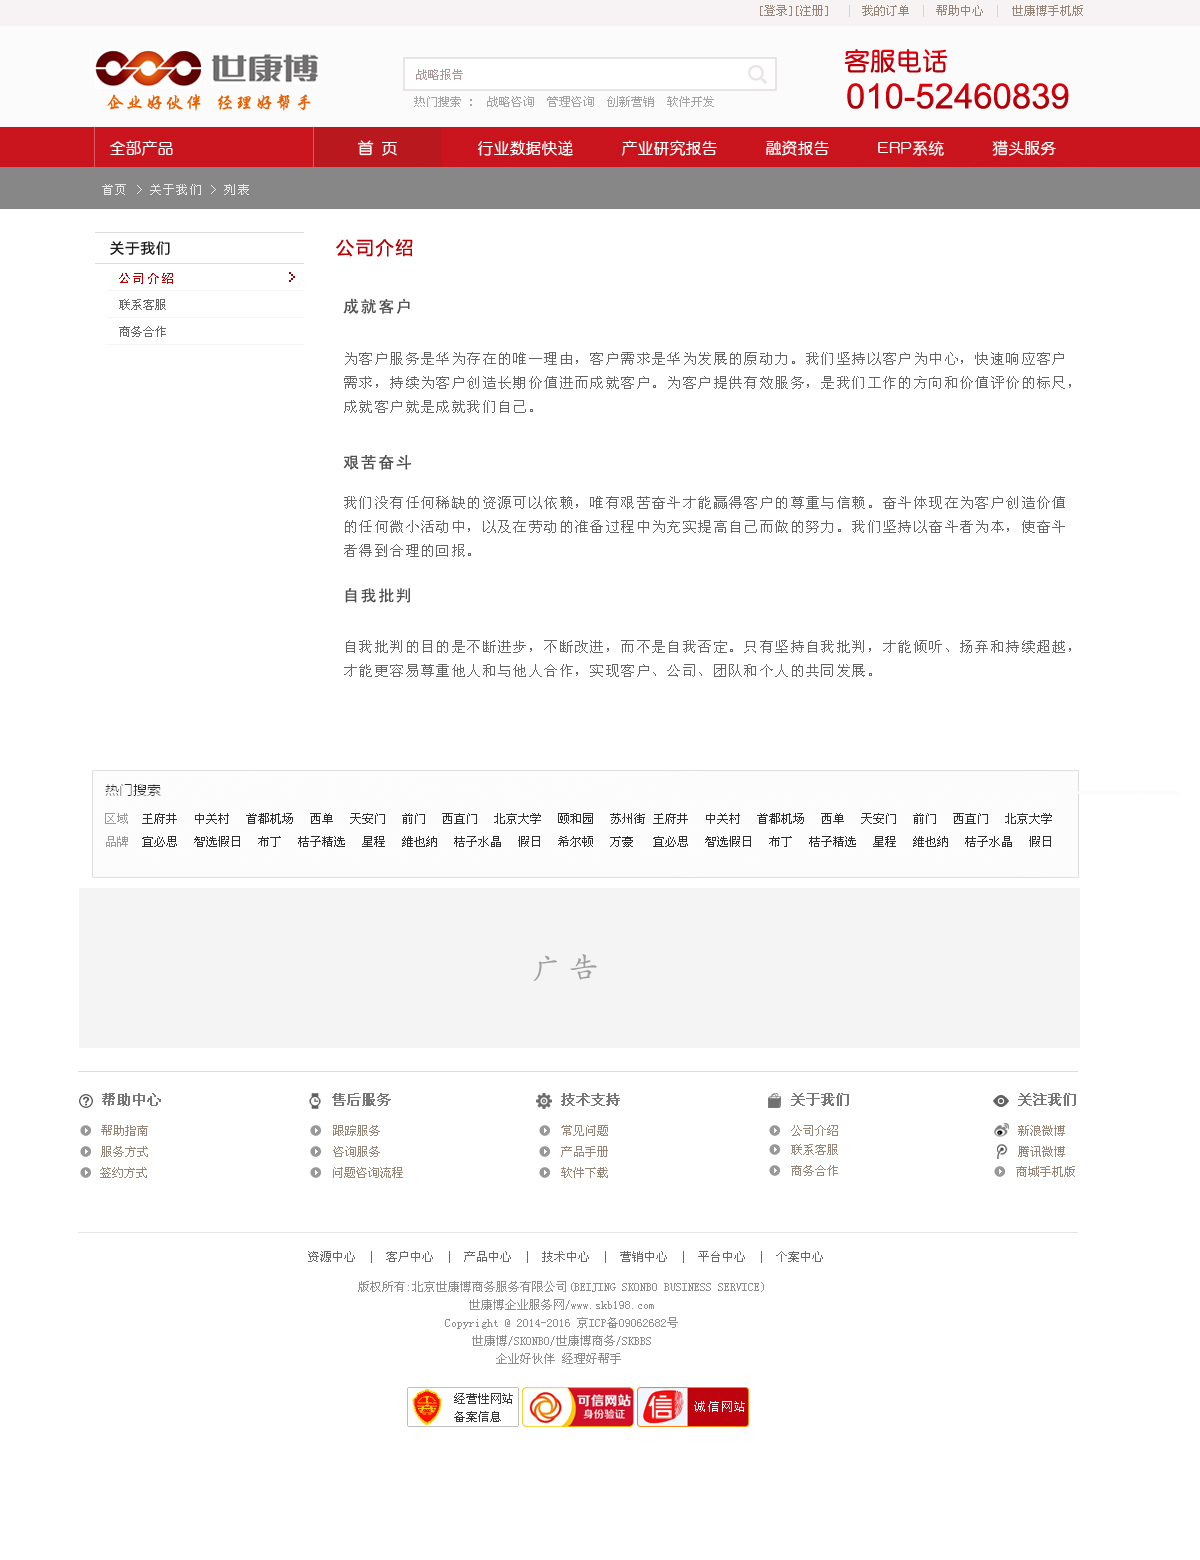 [登录][注册] | 我的订单 | 帮助中心 | 世康博手机版
世康博
企业好伙伴 经理好帮手
战略报告
热门搜索 : 战略咨询 管理咨询 创新营销 软件开发
客服电话
010-52460839
全部产品 首 页 行业数据快递 产业研究报告 融资报告 ERP系统 猎头服务
首页 > 关于我们 > 列表
关于我们
公司介绍
联系客服
商务合作
公司介绍
成就客户
为客户服务是华为存在的唯一理由，客户需求是华为发展的原动力。我们坚持以客户为中心，快速响应客户
需求，持续为客户创造长期价值进而成就客户。为客户提供有效服务，是我们工作的方向和价值评价的标尺，
成就客户就是成就我们自己。
艰苦奋斗
我们没有任何稀缺的资源可以依赖，唯有艰苦奋斗才能赢得客户的尊重与信赖。奋斗体现在为客户创造价值
的任何微小活动中，以及在劳动的准备过程中为充实提高自己而做的努力。我们坚持以奋斗者为本，使奋斗
者得到合理的回报。
自我批判
自我批判的目的是不断进步，不断改进，而不是自我否定。只有坚持自我批判，才能倾听、扬弃和持续超越，
才能更容易尊重他人和与他人合作，实现客户、公司、团队和个人的共同发展。
热门搜索
区域 王府井 中关村 首都机场 西单 天安门 前门 西直门 北京大学 颐和园 苏州街 王府井 中关村 首都机场 西单 天安门 前门 西直门 北京大学
品牌 宜必思 智选假日 布丁 桔子精选 星程 维也纳 桔子水晶 假日 希尔顿 万豪 宜必思 智选假日 布丁 桔子精选 星程 维也纳 桔子水晶 假日
广 告
帮助中心 售后服务 技术支持 关于我们 关注我们
帮助指南 跟踪服务 常见问题 公司介绍 新浪微博
服务方式 咨询服务 产品手册 联系客服 腾讯微博
签约方式 问题咨询流程 软件下载 商务合作 商城手机版
资源中心 | 客户中心 | 产品中心 | 技术中心 | 营销中心 | 平台中心 | 个案中心
版权所有:北京世康博商务服务有限公司(BEIJING SKONBO BUSINESS SERVICE)
世康博企业服务网/www.skb198.com
Copyright @ 2014-2016 京ICP备09062682号
世康博/SKONBO/世康博商务/SKBBS
企业好伙伴 经理好帮手
经营性网站
备案信息
可信网站
身份验证
信
诚信网站